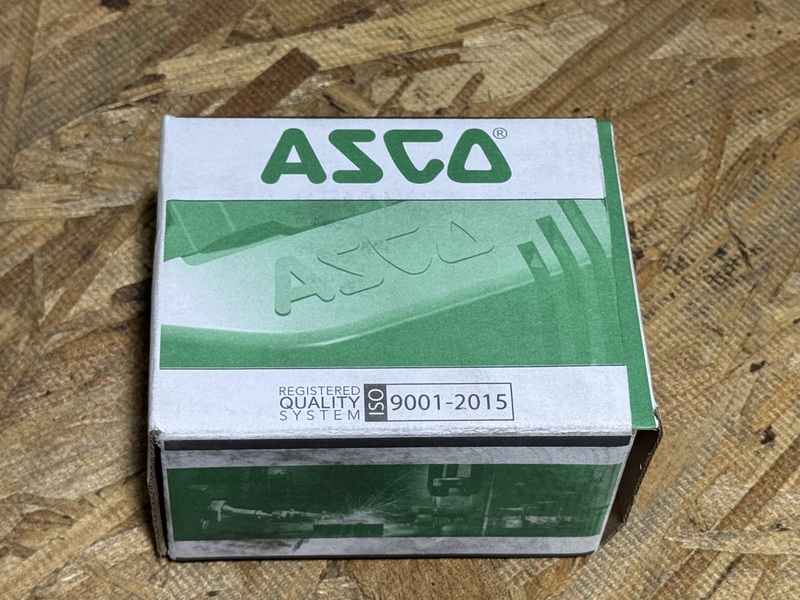 ASCO®
ASCO
REGISTERED
QUALITY
SYSTEM
ISO 9001-2015